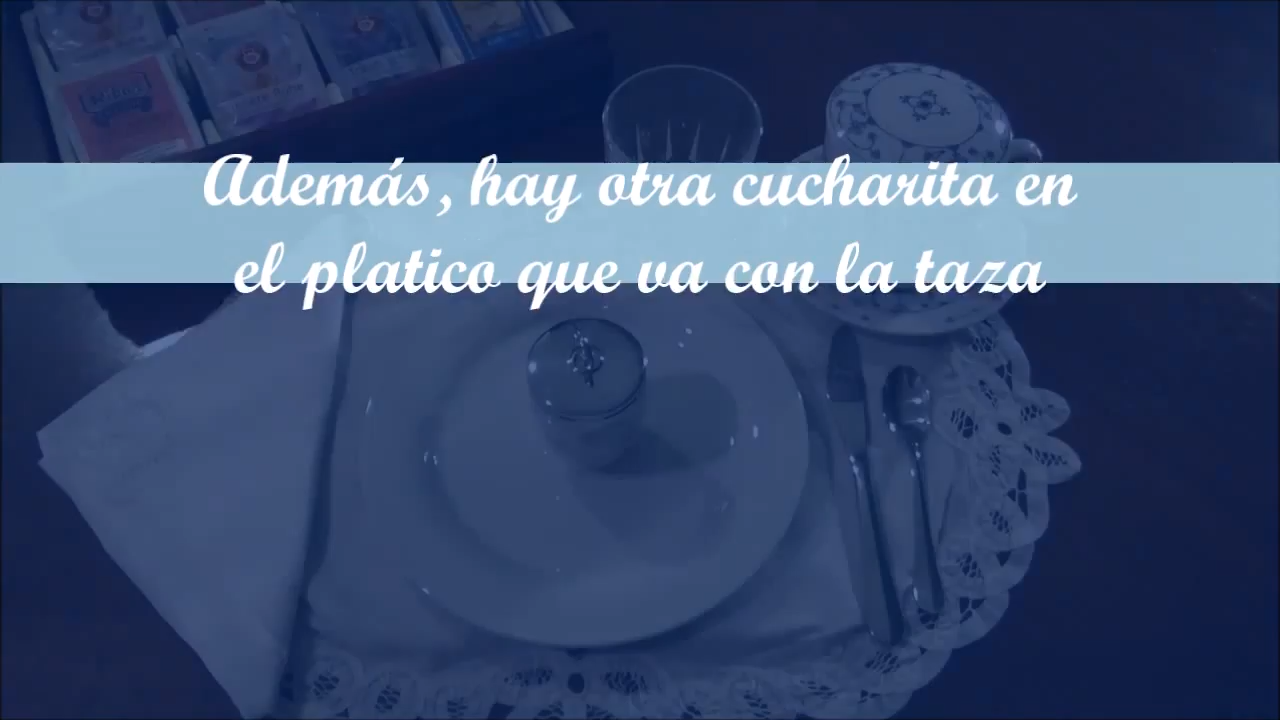 Además, hay otra cucharita en
el platico que va con la taza